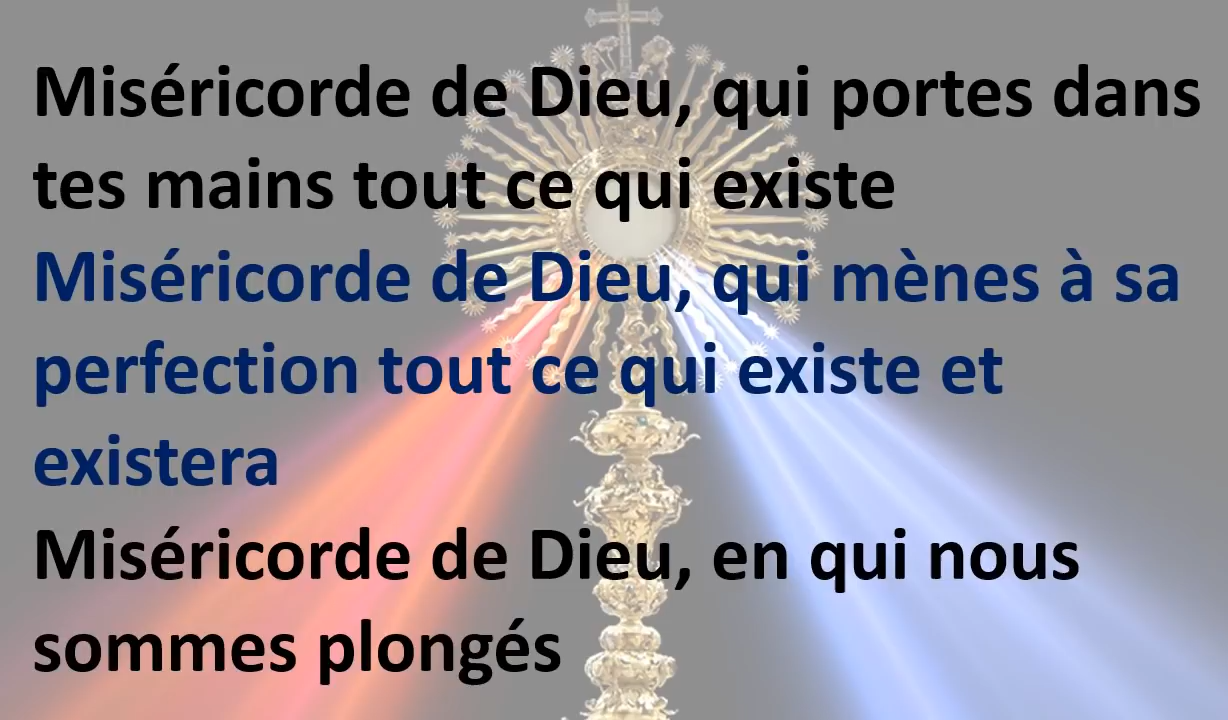 Miséricorde de Dieu, qui portes dans
tes mains tout ce qui existe
Miséricorde de Dieu, qui mènes à sa
perfection tout ce qui existe et
existera
Miséricorde de Dieu, en qui nous
sommes plongés